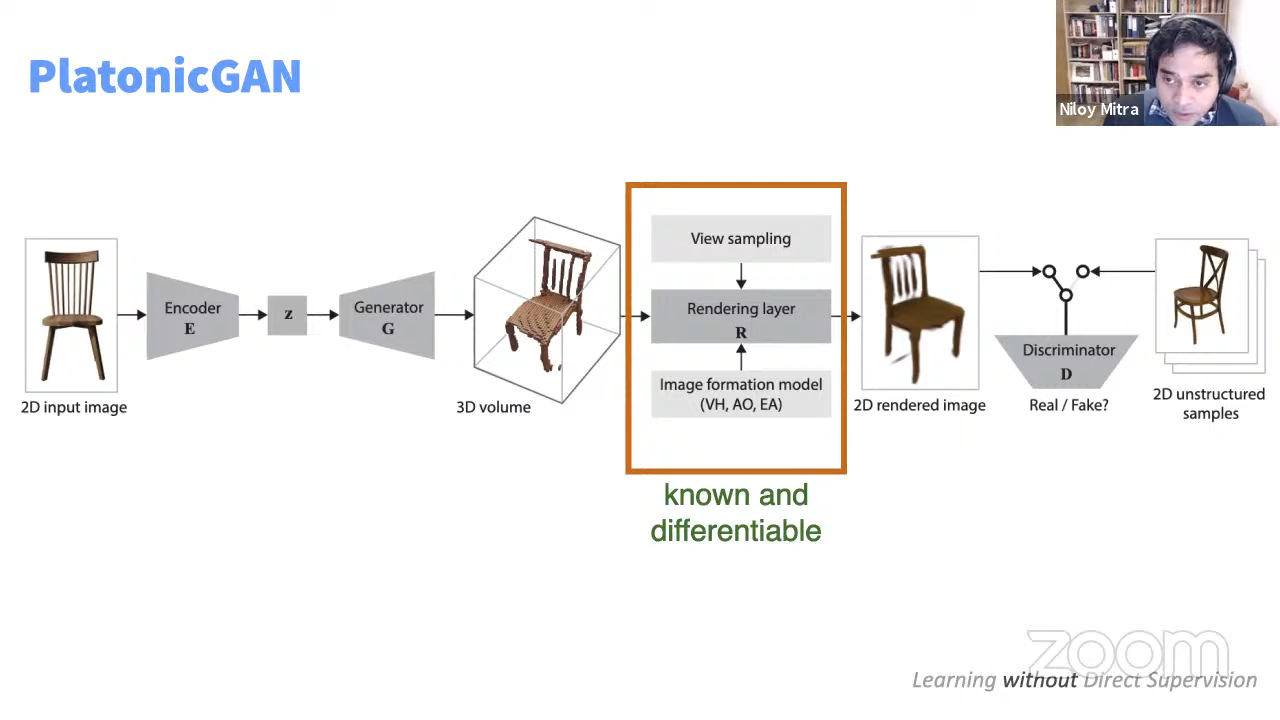 PlatonicGAN
Niloy Mitra
2D input image
Encoder
E
z
Generator
G
3D volume
View sampling
Rendering layer
R
Image formation model
(VH, AO, EA)
known and
differentiable
2D rendered image
Discriminator
D
Real / Fake?
2D unstructured
samples
zoom
Learning without Direct Supervision